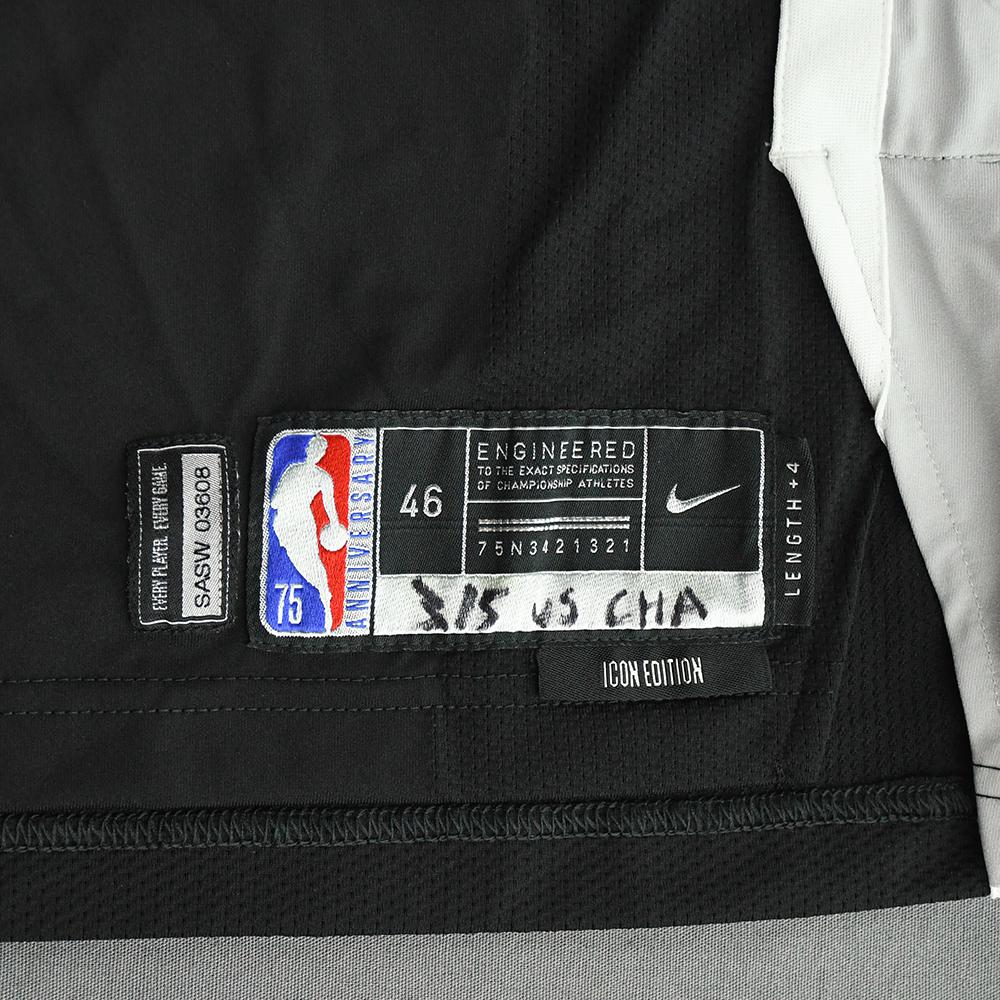 EVERY PLAYER. EVERY GAME
SASW 03608
75
ANNIVERSARY
46
ENGINEERED
TO THE EXACT SPECIFICATIONS
OF CHAMPIONSHIP ATHLETES
75N3421321
LENGTH +4
3/5 VS CHA
ICON EDITION